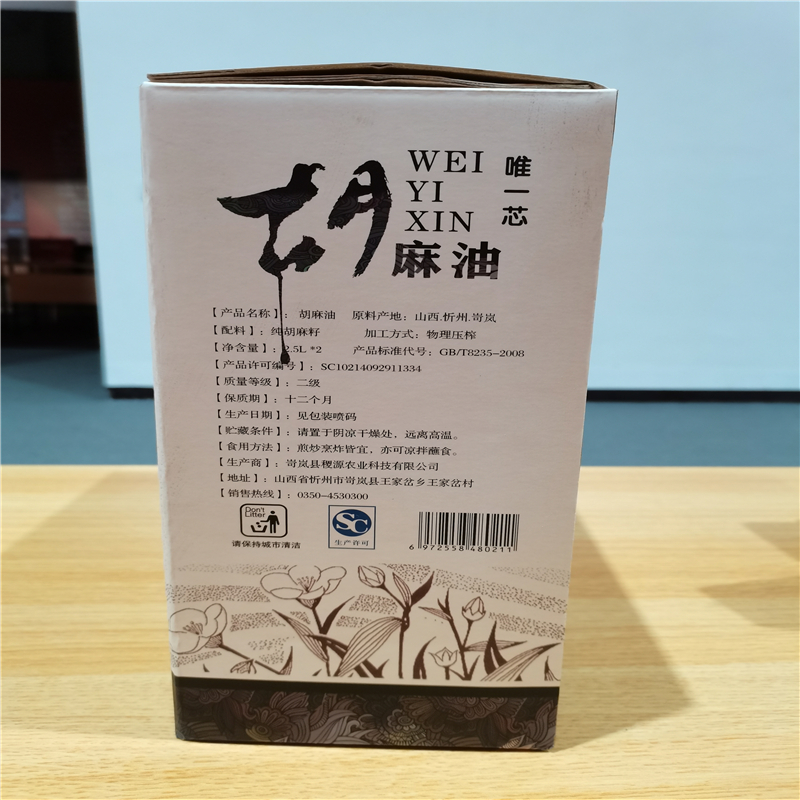 胡麻油
WEI
YI
XIN
唯一芯
【产品名称】：胡麻油 原料产地：山西.忻州.岢岚
【配料】：纯胡麻籽 加工方式：物理压榨
【净含量】：2.5L *2 产品标准代号：GB/T8235-2008
【产品许可编号】：SC10214092911334
【质量等级】：二级
【保质期】：十二个月
【生产日期】：见包装喷码
【贮藏条件】：请置于阴凉干燥处，远离高温。
【食用方法】：煎炒烹炸皆宜，亦可凉拌蘸食。
【生产商】：岢岚县稷源农业科技有限公司
【地址】：山西省忻州市岢岚县王家岔乡王家岔村
【销售热线】：0350-4530300
Don't
Litter
请保持城市清洁
SC
生产许可
6 972558 480211